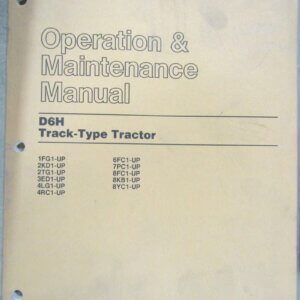 Operation &
Maintenance
Manual
D6H
Track-Type Tractor
1FG1-UP
2KD1-UP
2TG1-UP
3ED1-UP
4LG1-UP
4RC1-UP
6FC1-UP
7PC1-UP
8FC1-UP
8KB1-UP
8YC1-UP